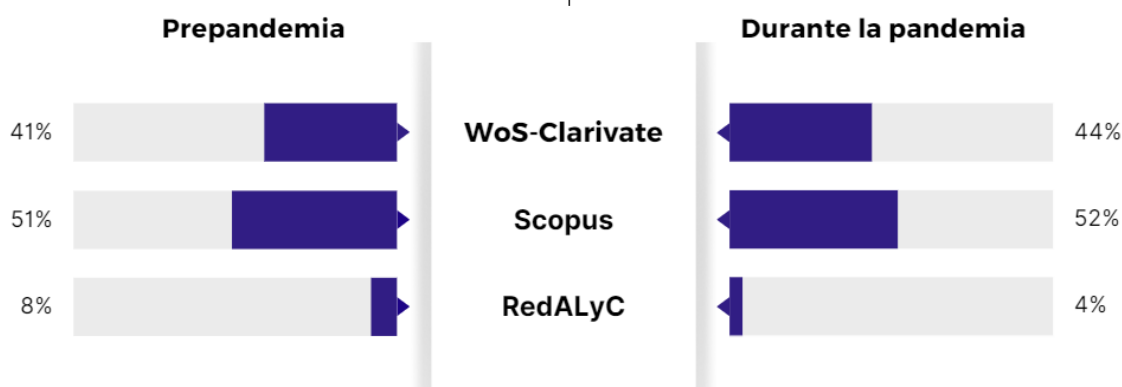 Prepandemia
Durante la pandemia
41%
WoS-Clarivate
44%
51%
Scopus
52%
8%
RedALyC
4%